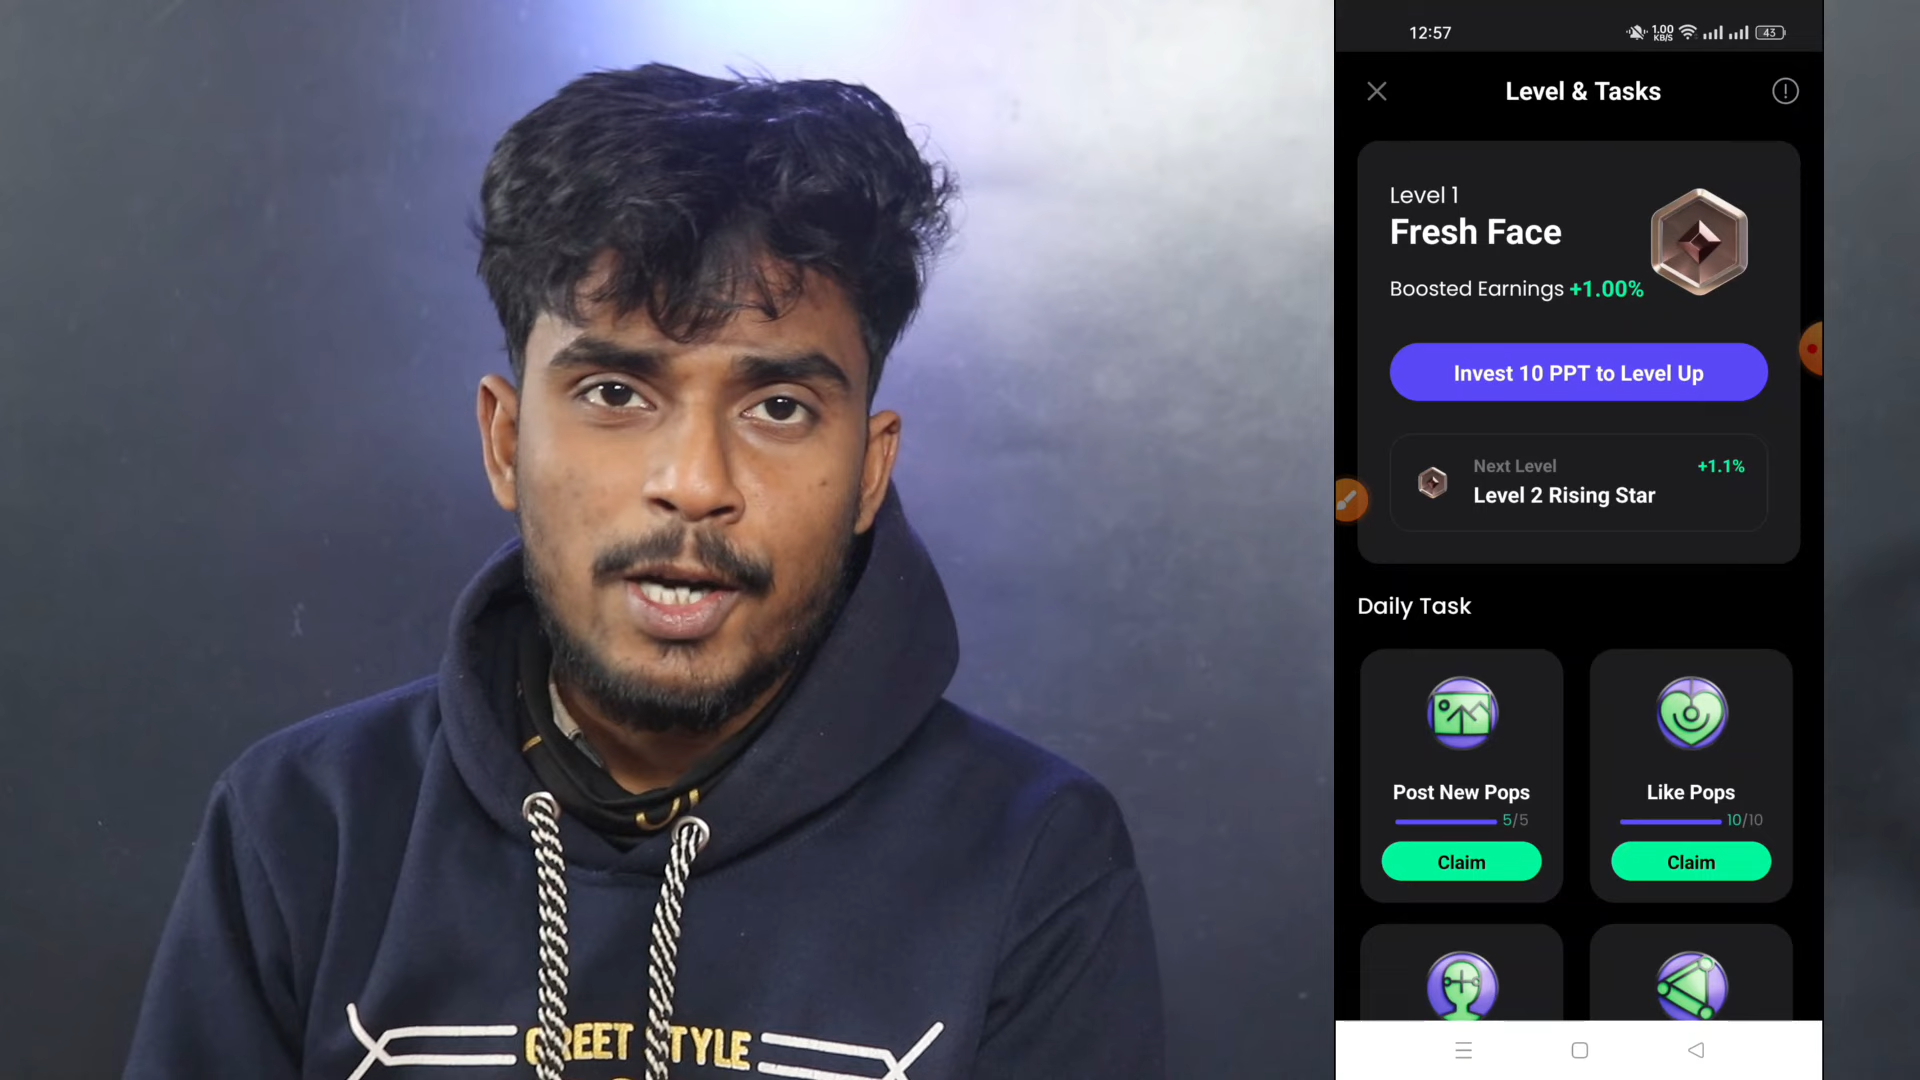 12:57
1.00
KB/S
43
Level & Tasks
Level 1
Fresh Face
Boosted Earnings +1.00%
Invest 10 PPT to Level Up
Next Level
+1.1%
Level 2 Rising Star
Daily Task
Post New Pops
5/5
Claim
Like Pops
10/10
Claim
STYLE